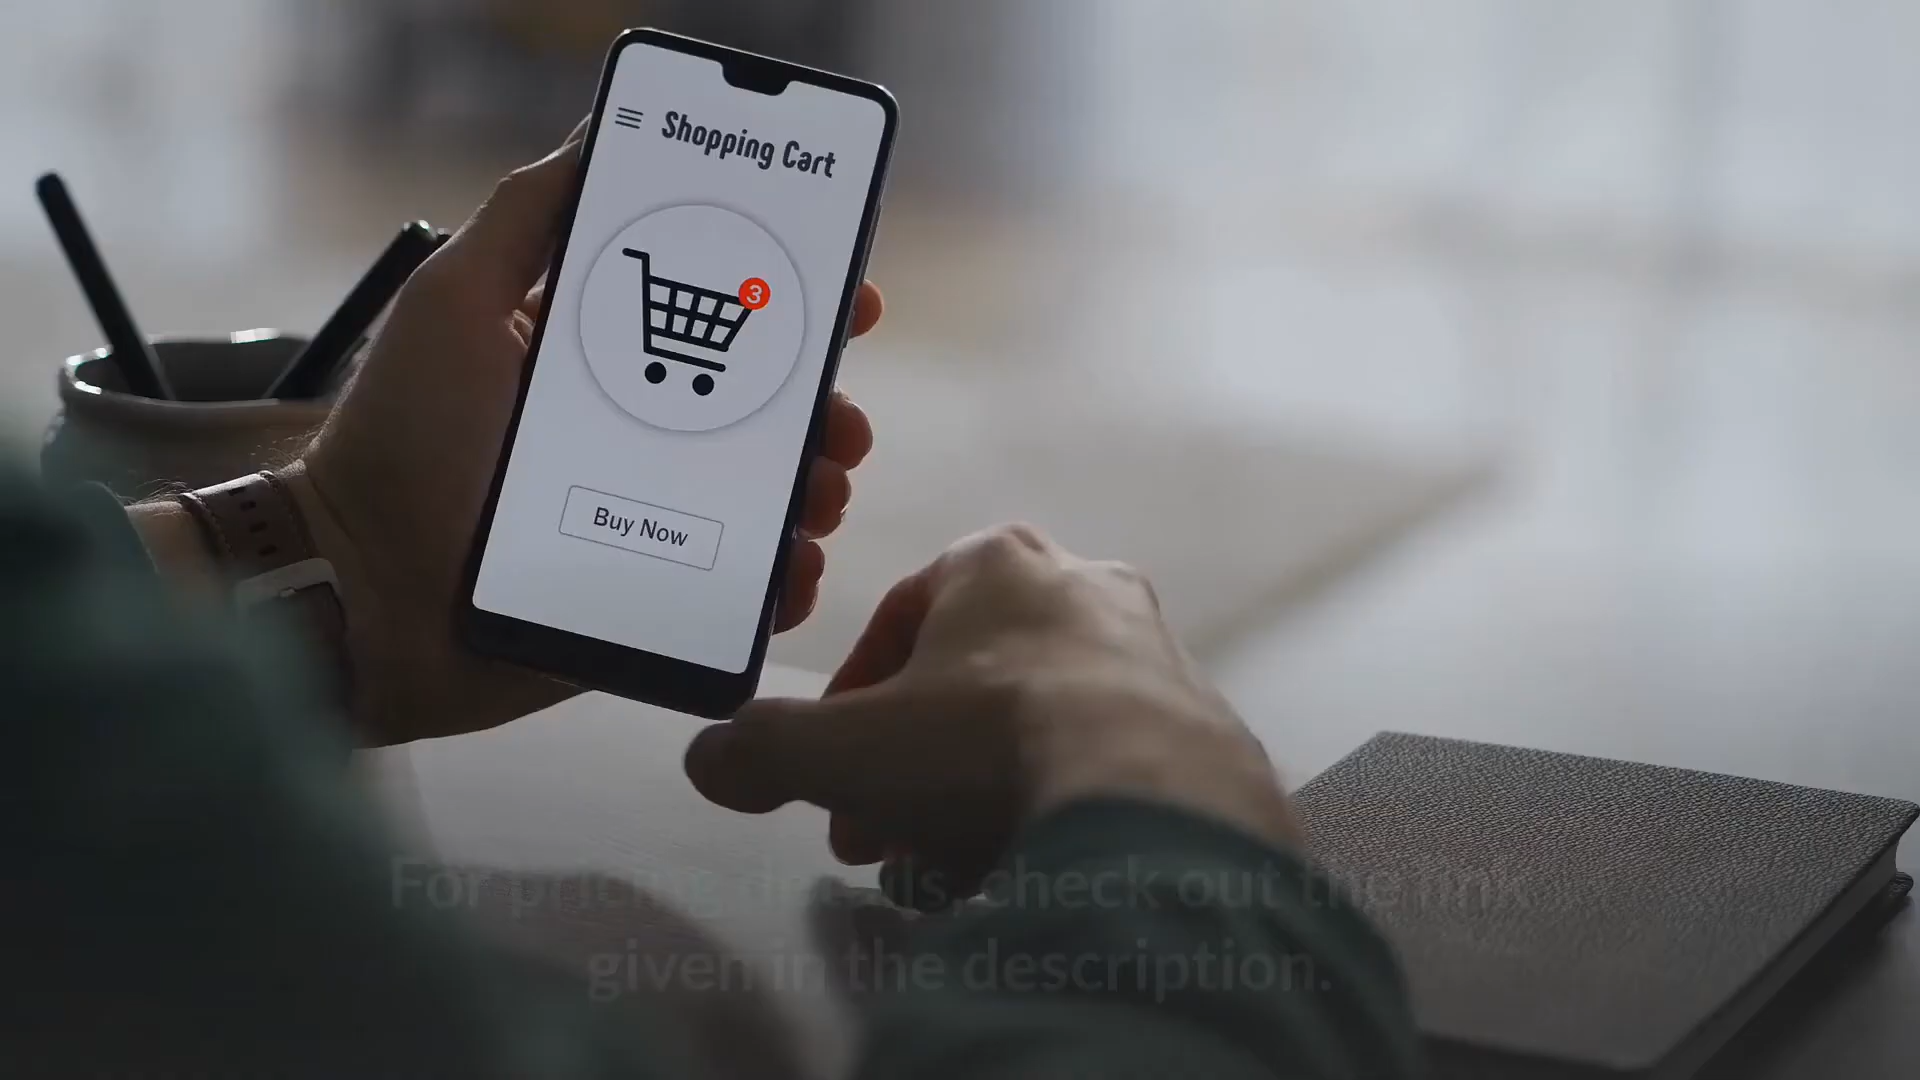 Shopping Cart
3
Buy Now
For pricing details, check out the link
given in the description.